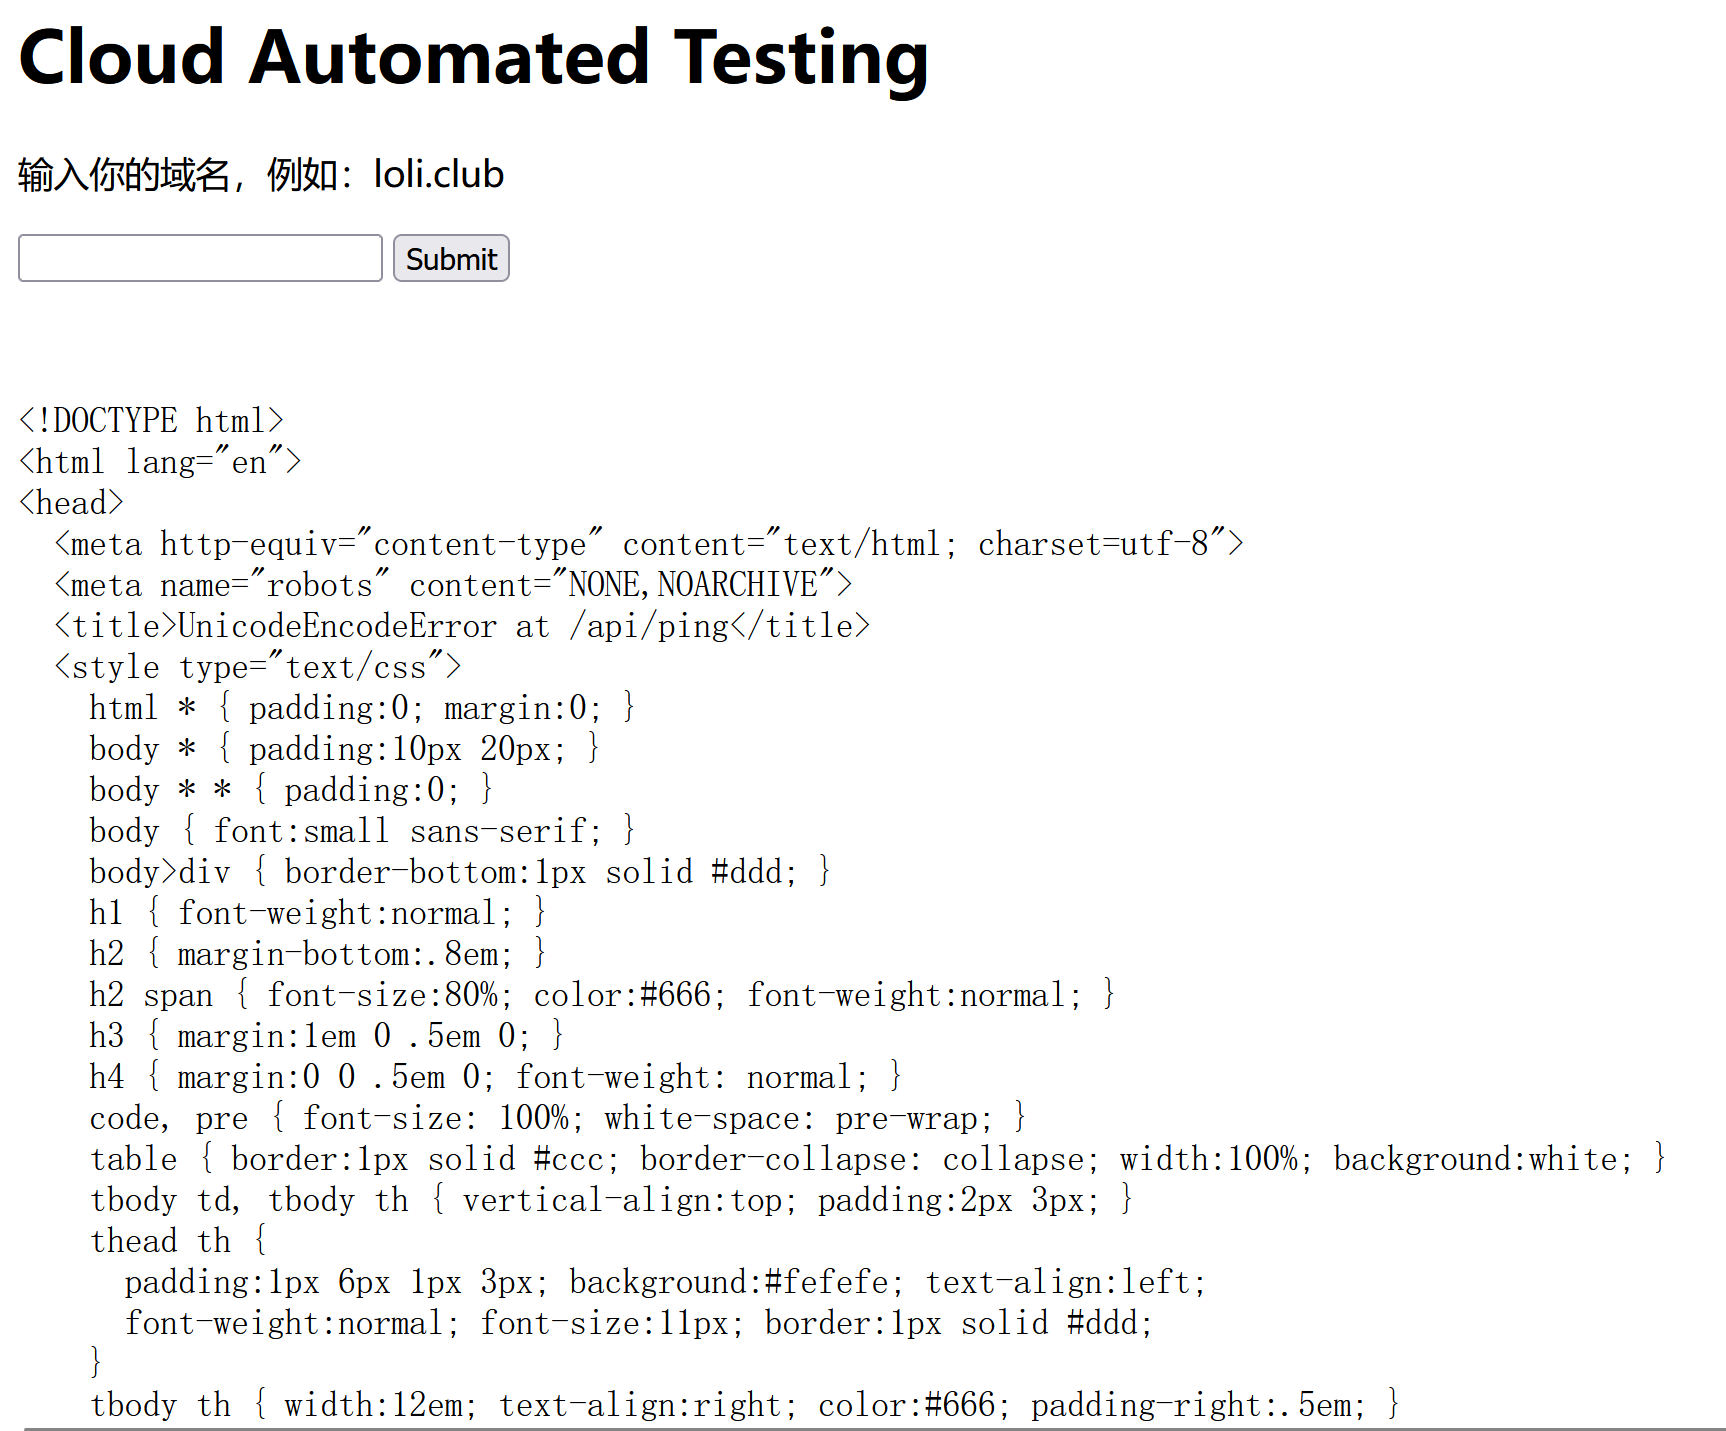 Cloud Automated Testing
输入你的域名，例如：loli.club
Submit
<!DOCTYPE html>
<html lang="en">
<head>
  <meta http-equiv="content-type" content="text/html; charset=utf-8">
  <meta name="robots" content="NONE,NOARCHIVE">
  <title>UnicodeEncodeError at /api/ping</title>
  <style type="text/css">
    html * { padding:0; margin:0; }
    body * { padding:10px 20px; }
    body * * { padding:0; }
    body { font:small sans-serif; }
    body>div { border-bottom:1px solid #ddd; }
    h1 { font-weight:normal; }
    h2 { margin-bottom:.8em; }
    h2 span { font-size:80%; color:#666; font-weight:normal; }
    h3 { margin:1em 0 .5em 0; }
    h4 { margin:0 0 .5em 0; font-weight: normal; }
    code, pre { font-size: 100%; white-space: pre-wrap; }
    table { border:1px solid #ccc; border-collapse: collapse; width:100%; background:white; }
    tbody td, tbody th { vertical-align:top; padding:2px 3px; }
    thead th {
      padding:1px 6px 1px 3px; background:#fefefe; text-align:left;
      font-weight:normal; font-size:11px; border:1px solid #ddd;
    }
    tbody th { width:12em; text-align:right; color:#666; padding-right:.5em; }